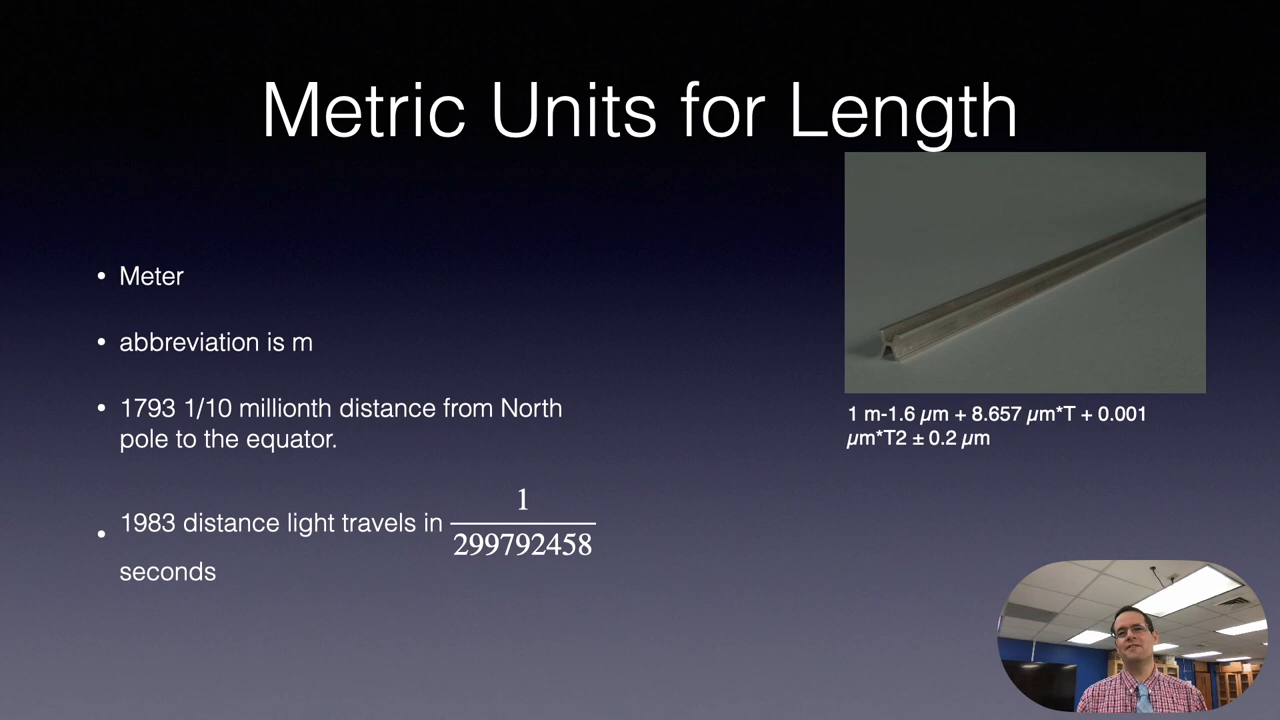 Metric Units for Length
• Meter
• abbreviation is m
• 1793 1/10 millionth distance from North
pole to the equator.
• 1983 distance light travels in 1/299792458
seconds
1 m-1.6 µm + 8.657 µm*T + 0.001
µm*T2 ± 0.2 µm